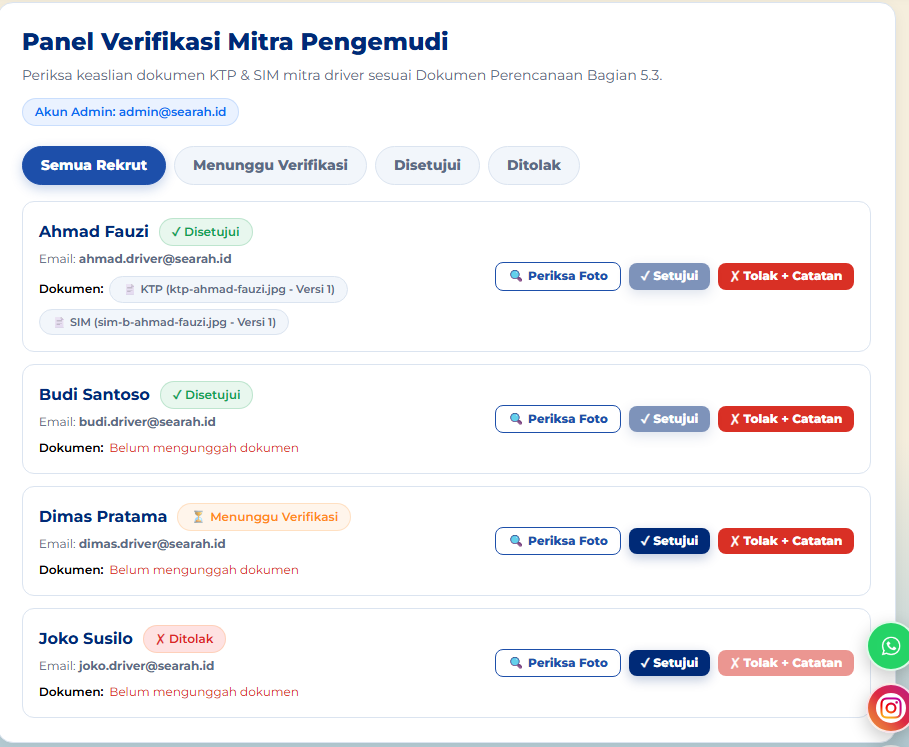 Panel Verifikasi Mitra Pengemudi
Periksa keaslian dokumen KTP & SIM mitra driver sesuai Dokumen Perencanaan Bagian 5.3.
Akun Admin: admin@searah.id
Semua Rekrut Menunggu Verifikasi Disetujui Ditolak
Ahmad Fauzi ✓ Disetujui
Email: ahmad.driver@searah.id
Dokumen: KTP (ktp-ahmad-fauzi.jpg - Versi 1)
SIM (sim-b-ahmad-fauzi.jpg - Versi 1)
Periksa Foto ✓ Setujui ✗ Tolak + Catatan
Budi Santoso ✓ Disetujui
Email: budi.driver@searah.id
Dokumen: Belum mengunggah dokumen
Periksa Foto ✓ Setujui ✗ Tolak + Catatan
Dimas Pratama Menunggu Verifikasi
Email: dimas.driver@searah.id
Dokumen: Belum mengunggah dokumen
Periksa Foto ✓ Setujui ✗ Tolak + Catatan
Joko Susilo ✗ Ditolak
Email: joko.driver@searah.id
Dokumen: Belum mengunggah dokumen
Periksa Foto ✓ Setujui ✗ Tolak + Catatan